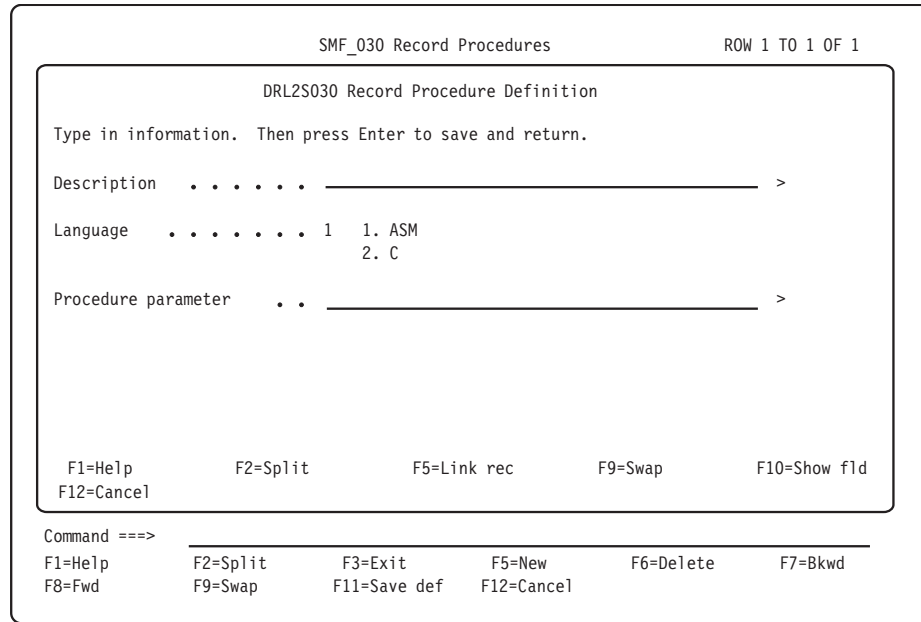 SMF_030 Record Procedures ROW 1 TO 1 OF 1
DRL2S030 Record Procedure Definition
Type in information. Then press Enter to save and return.
Description . . . . . . >
Language . . . . . . . 1 1. ASM
2. C
Procedure parameter . . >
F1=Help F2=Split F5=Link rec F9=Swap F10=Show fld
F12=Cancel
Command ===>
F1=Help F2=Split F3=Exit F5=New F6=Delete F7=Bkwd
F8=Fwd F9=Swap F11=Save def F12=Cancel